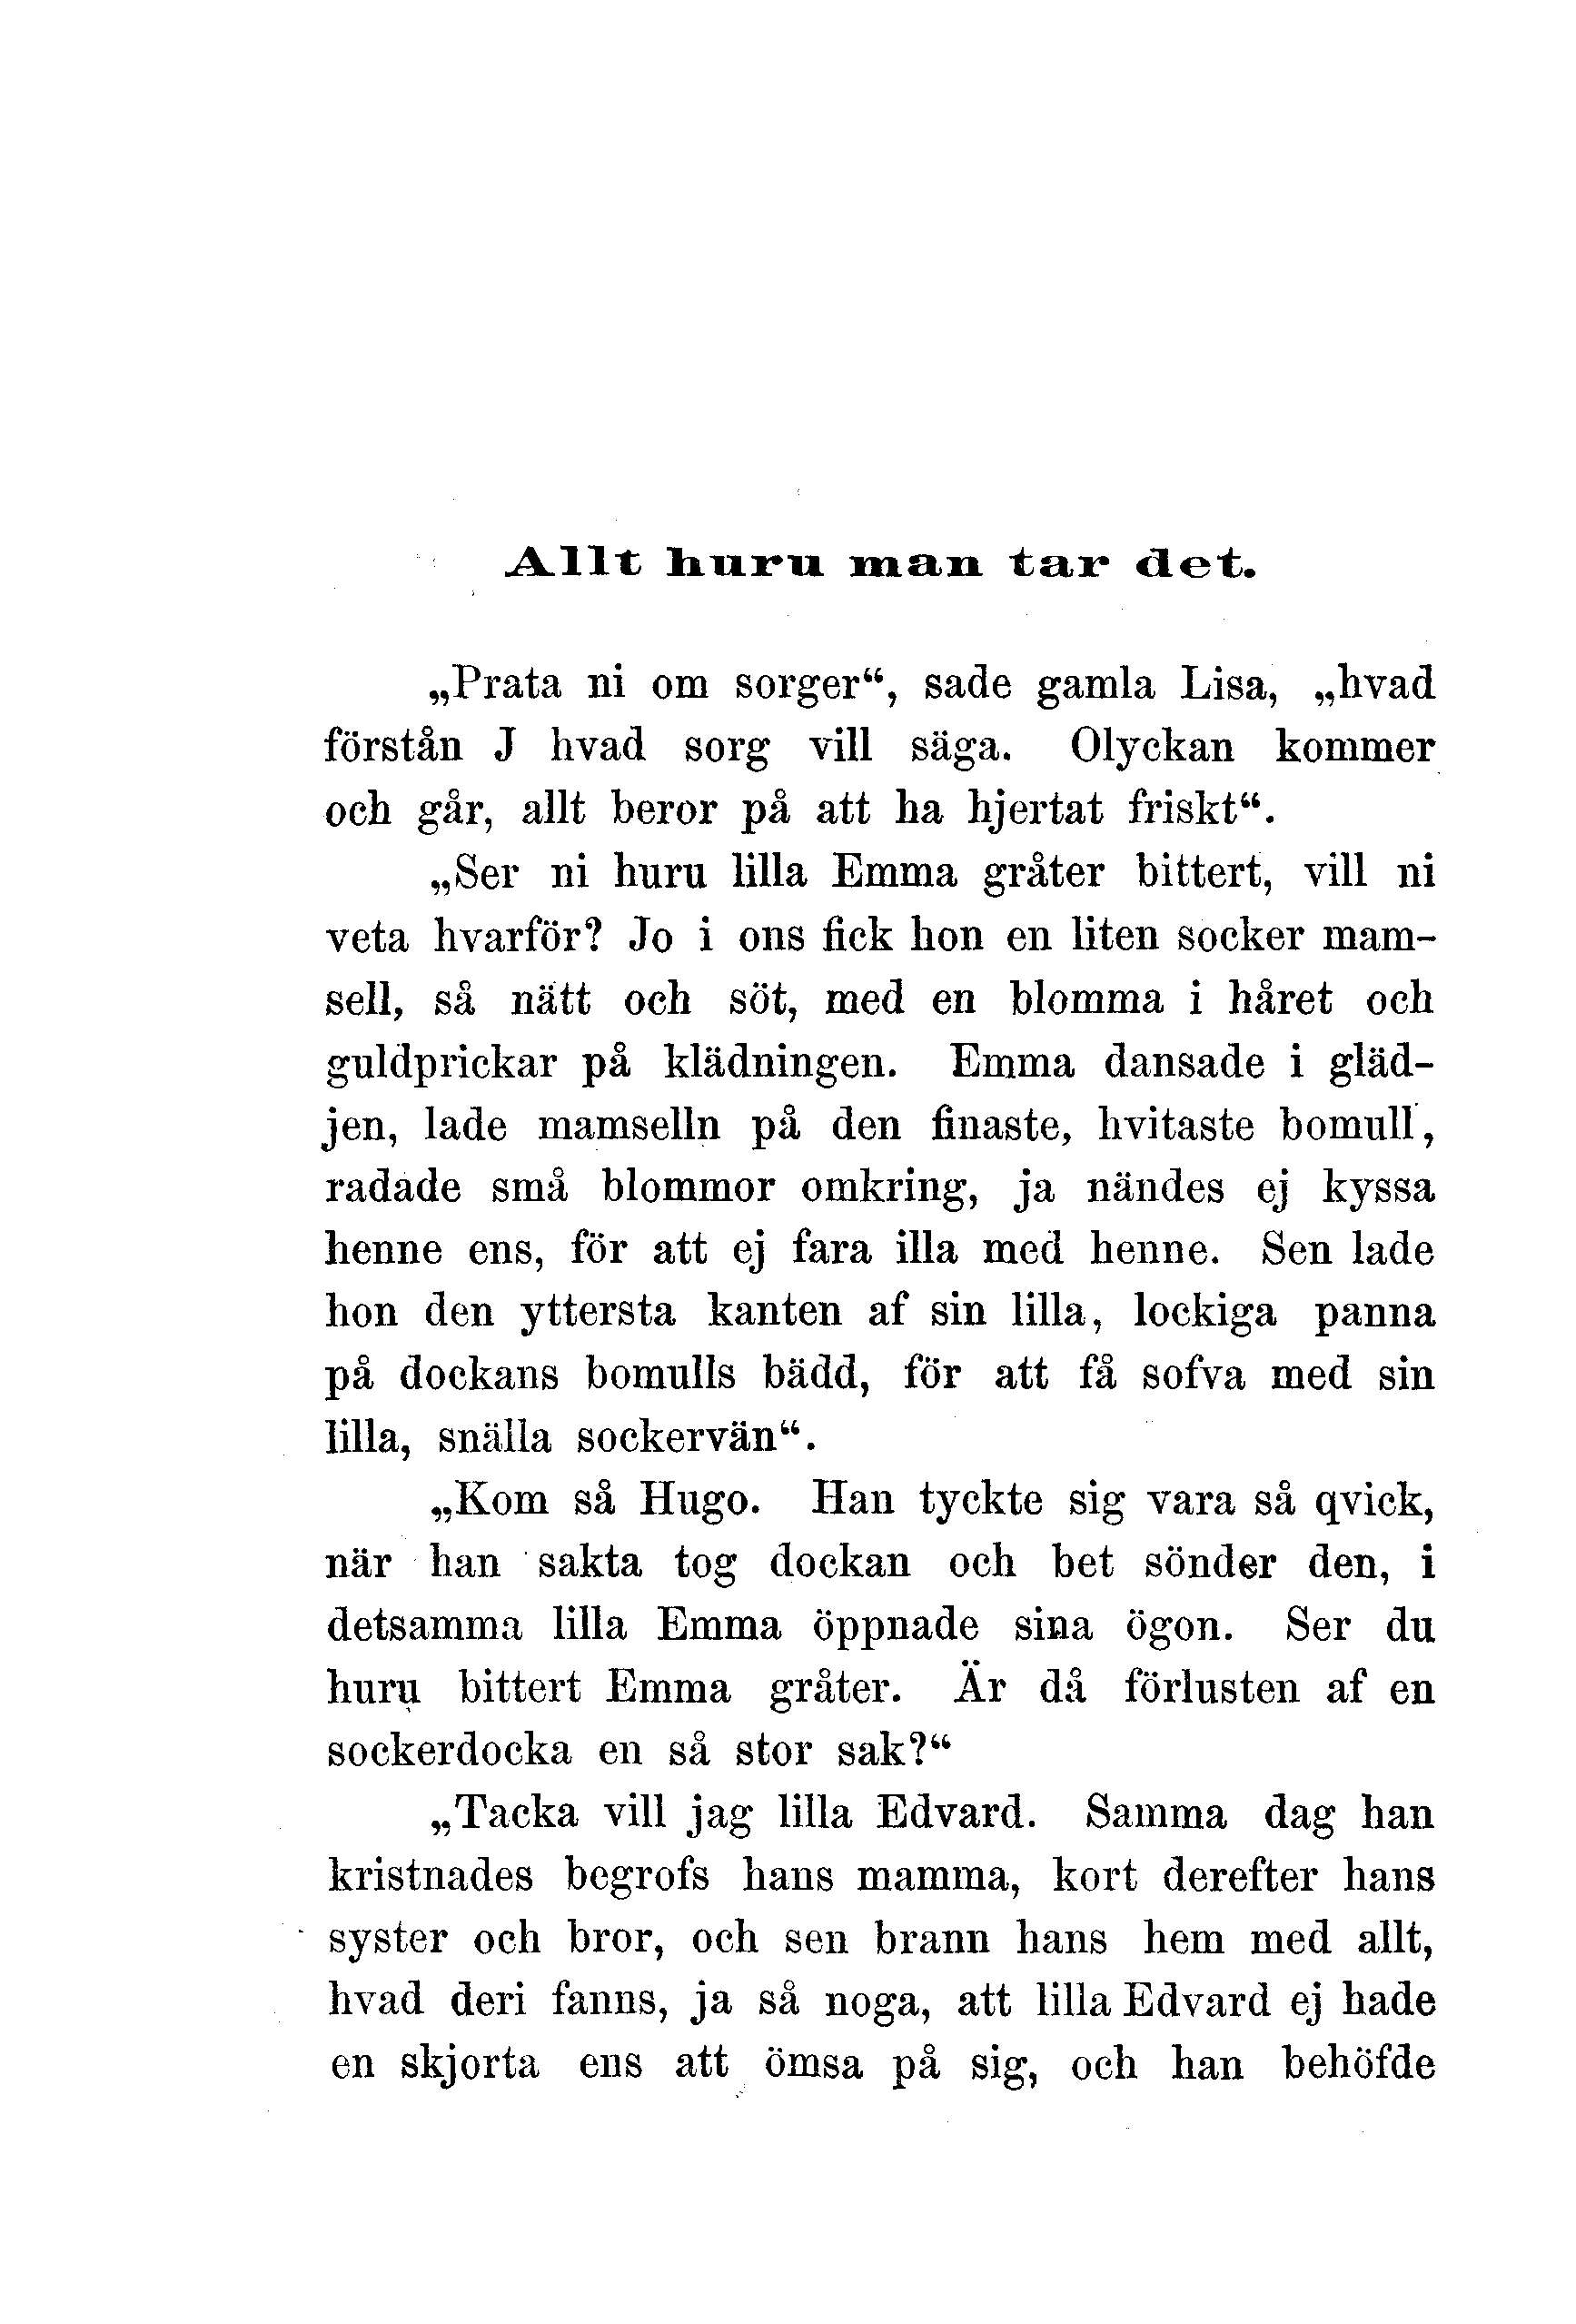 Allt huru man tar det.
„Prata ni om sorger“, sade gamla Lisa, „hvad
förstån J hvad sorg vill säga. Olyckan kommer
och går, allt beror på att ha hjertat friskt“.
„Ser ni huru lilla Emma gråter bittert, vill ni
veta hvarför? Jo i ons fick hon en liten socker mam-
sell, så nätt och söt, med en blomma i håret och
guldprickar på klädningen. Emma dansade i gläd-
jen, lade mamselln på den finaste, hvitaste bomull,
radade små blommor omkring, ja nändes ej kyssa
henne ens, för att ej fara illa med henne. Sen lade
hon den yttersta kanten af sin lilla, lockiga panna
på dockans bomulls bädd, för att få sofva med sin
lilla, snälla sockervän“.
„Kom så Hugo. Han tyckte sig vara så qvick,
när han sakta tog dockan och bet sönder den, i
detsamma lilla Emma öppnade sina ögon. Ser du
huru bittert Emma gråter. Är då förlusten af en
sockerdocka en så stor sak?“
„Tacka vill jag lilla Edvard. Samma dag han
kristnades begrofs hans mamma, kort derefter hans
syster och bror, och sen brann hans hem med allt,
hvad deri fanns, ja så noga, att lilla Edvard ej hade
en skjorta ens att ömsa på sig, och han behöfde